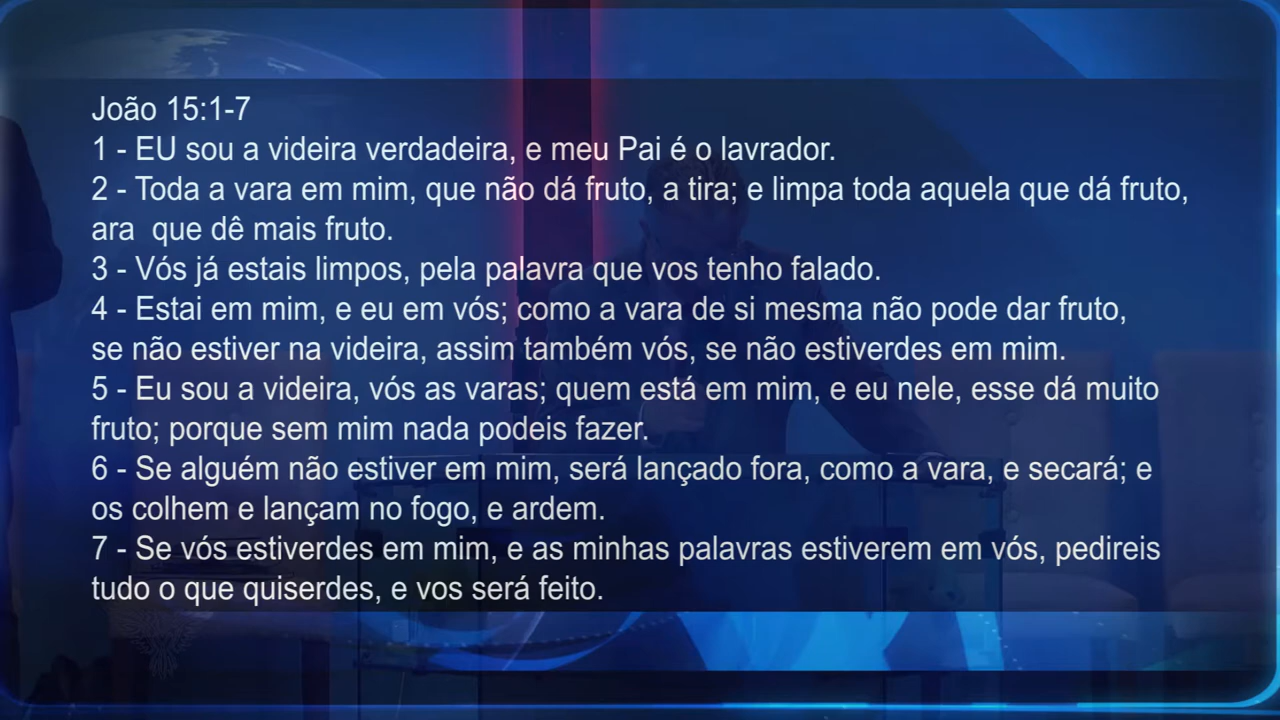 João 15:1-7
1 - EU sou a videira verdadeira, e meu Pai é o lavrador.
2 - Toda a vara em mim, que não dá fruto, a tira; e limpa toda aquela que dá fruto,
ara  que dê mais fruto.
3 - Vós já estais limpos, pela palavra que vos tenho falado.
4 - Estai em mim, e eu em vós; como a vara de si mesma não pode dar fruto,
se não estiver na videira, assim também vós, se não estiverdes em mim.
5 - Eu sou a videira, vós as varas; quem está em mim, e eu nele, esse dá muito
fruto; porque sem mim nada podeis fazer.
6 - Se alguém não estiver em mim, será lançado fora, como a vara, e secará; e
os colhem e lançam no fogo, e ardem.
7 - Se vós estiverdes em mim, e as minhas palavras estiverem em vós, pedireis
tudo o que quiserdes, e vos será feito.